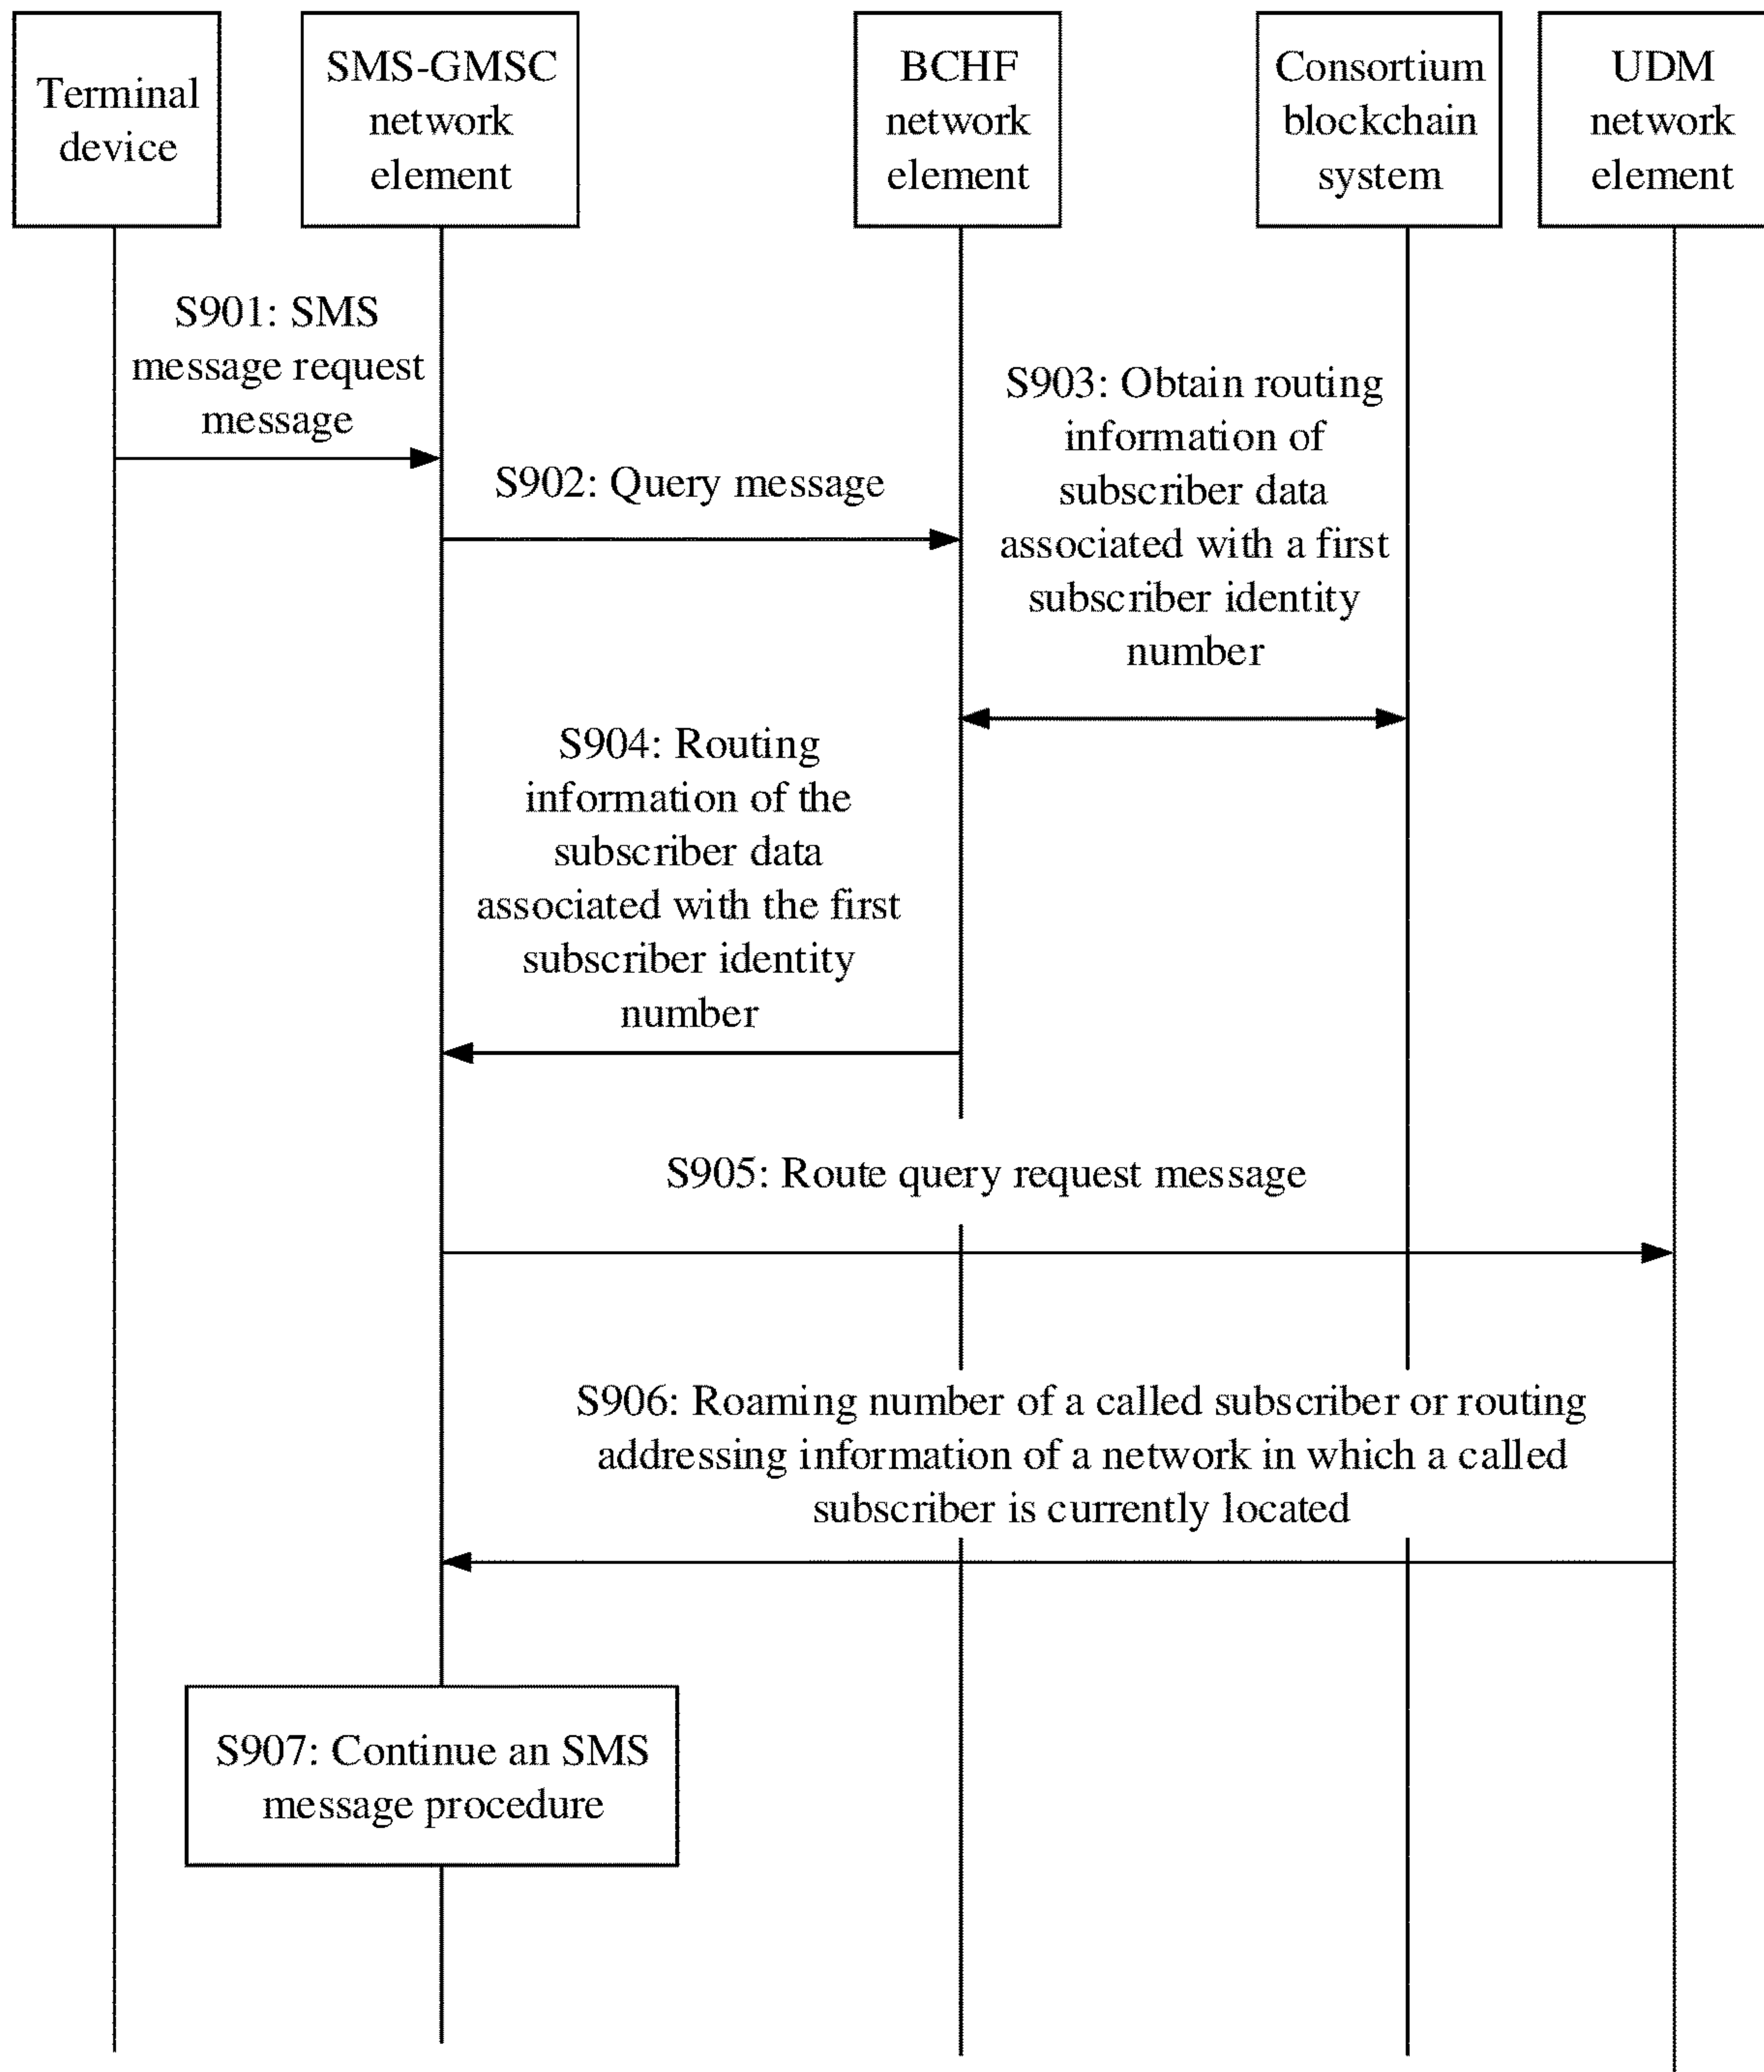 Terminal
device
SMS-GMSC
network
element
BCHF
network
element
Consortium
blockchain
system
UDM
network
element
S901: SMS
message request
message
S902: Query message
S903: Obtain routing
information of
subscriber data
associated with a first
subscriber identity
number
S904: Routing
information of the
subscriber data
associated with the first
subscriber identity
number
S905: Route query request message
S906: Roaming number of a called subscriber or routing
addressing information of a network in which a called
subscriber is currently located
S907: Continue an SMS
message procedure